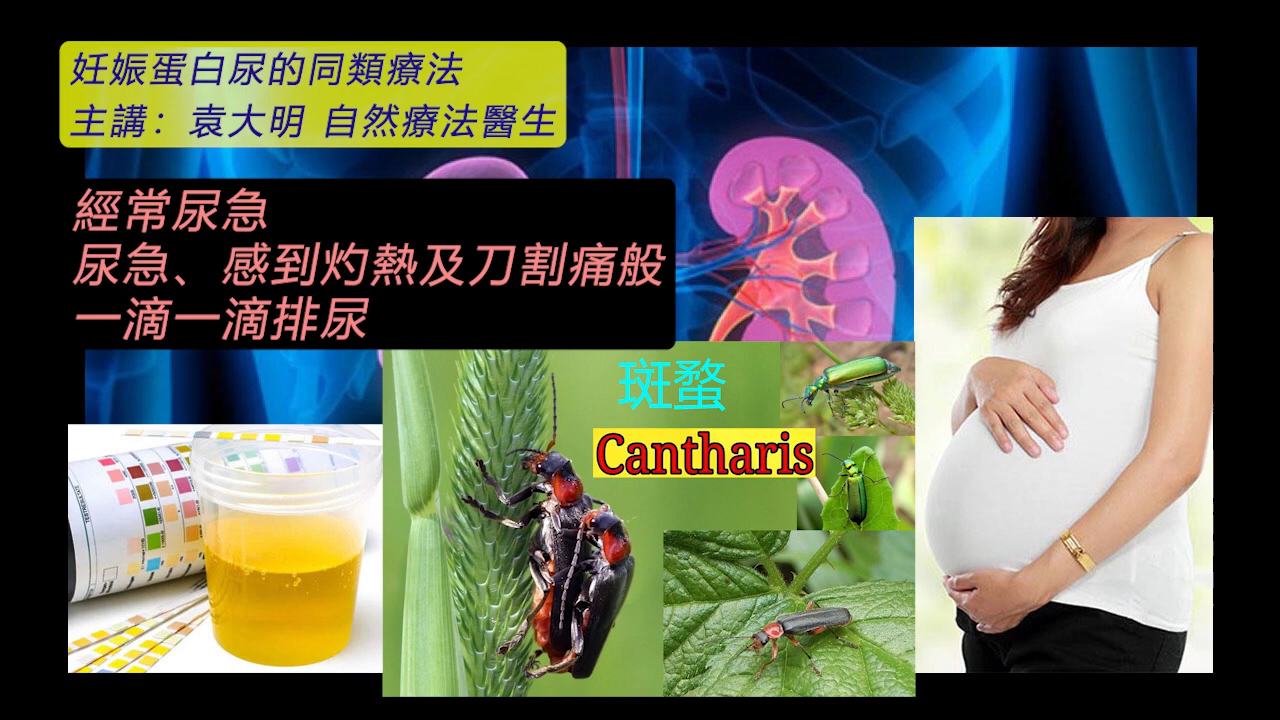 妊娠蛋白尿的同類療法
主講：袁大明 自然療法醫生
經常尿急
尿急、感到灼熱及刀割痛般
一滴一滴排尿
斑蝥
Cantharis